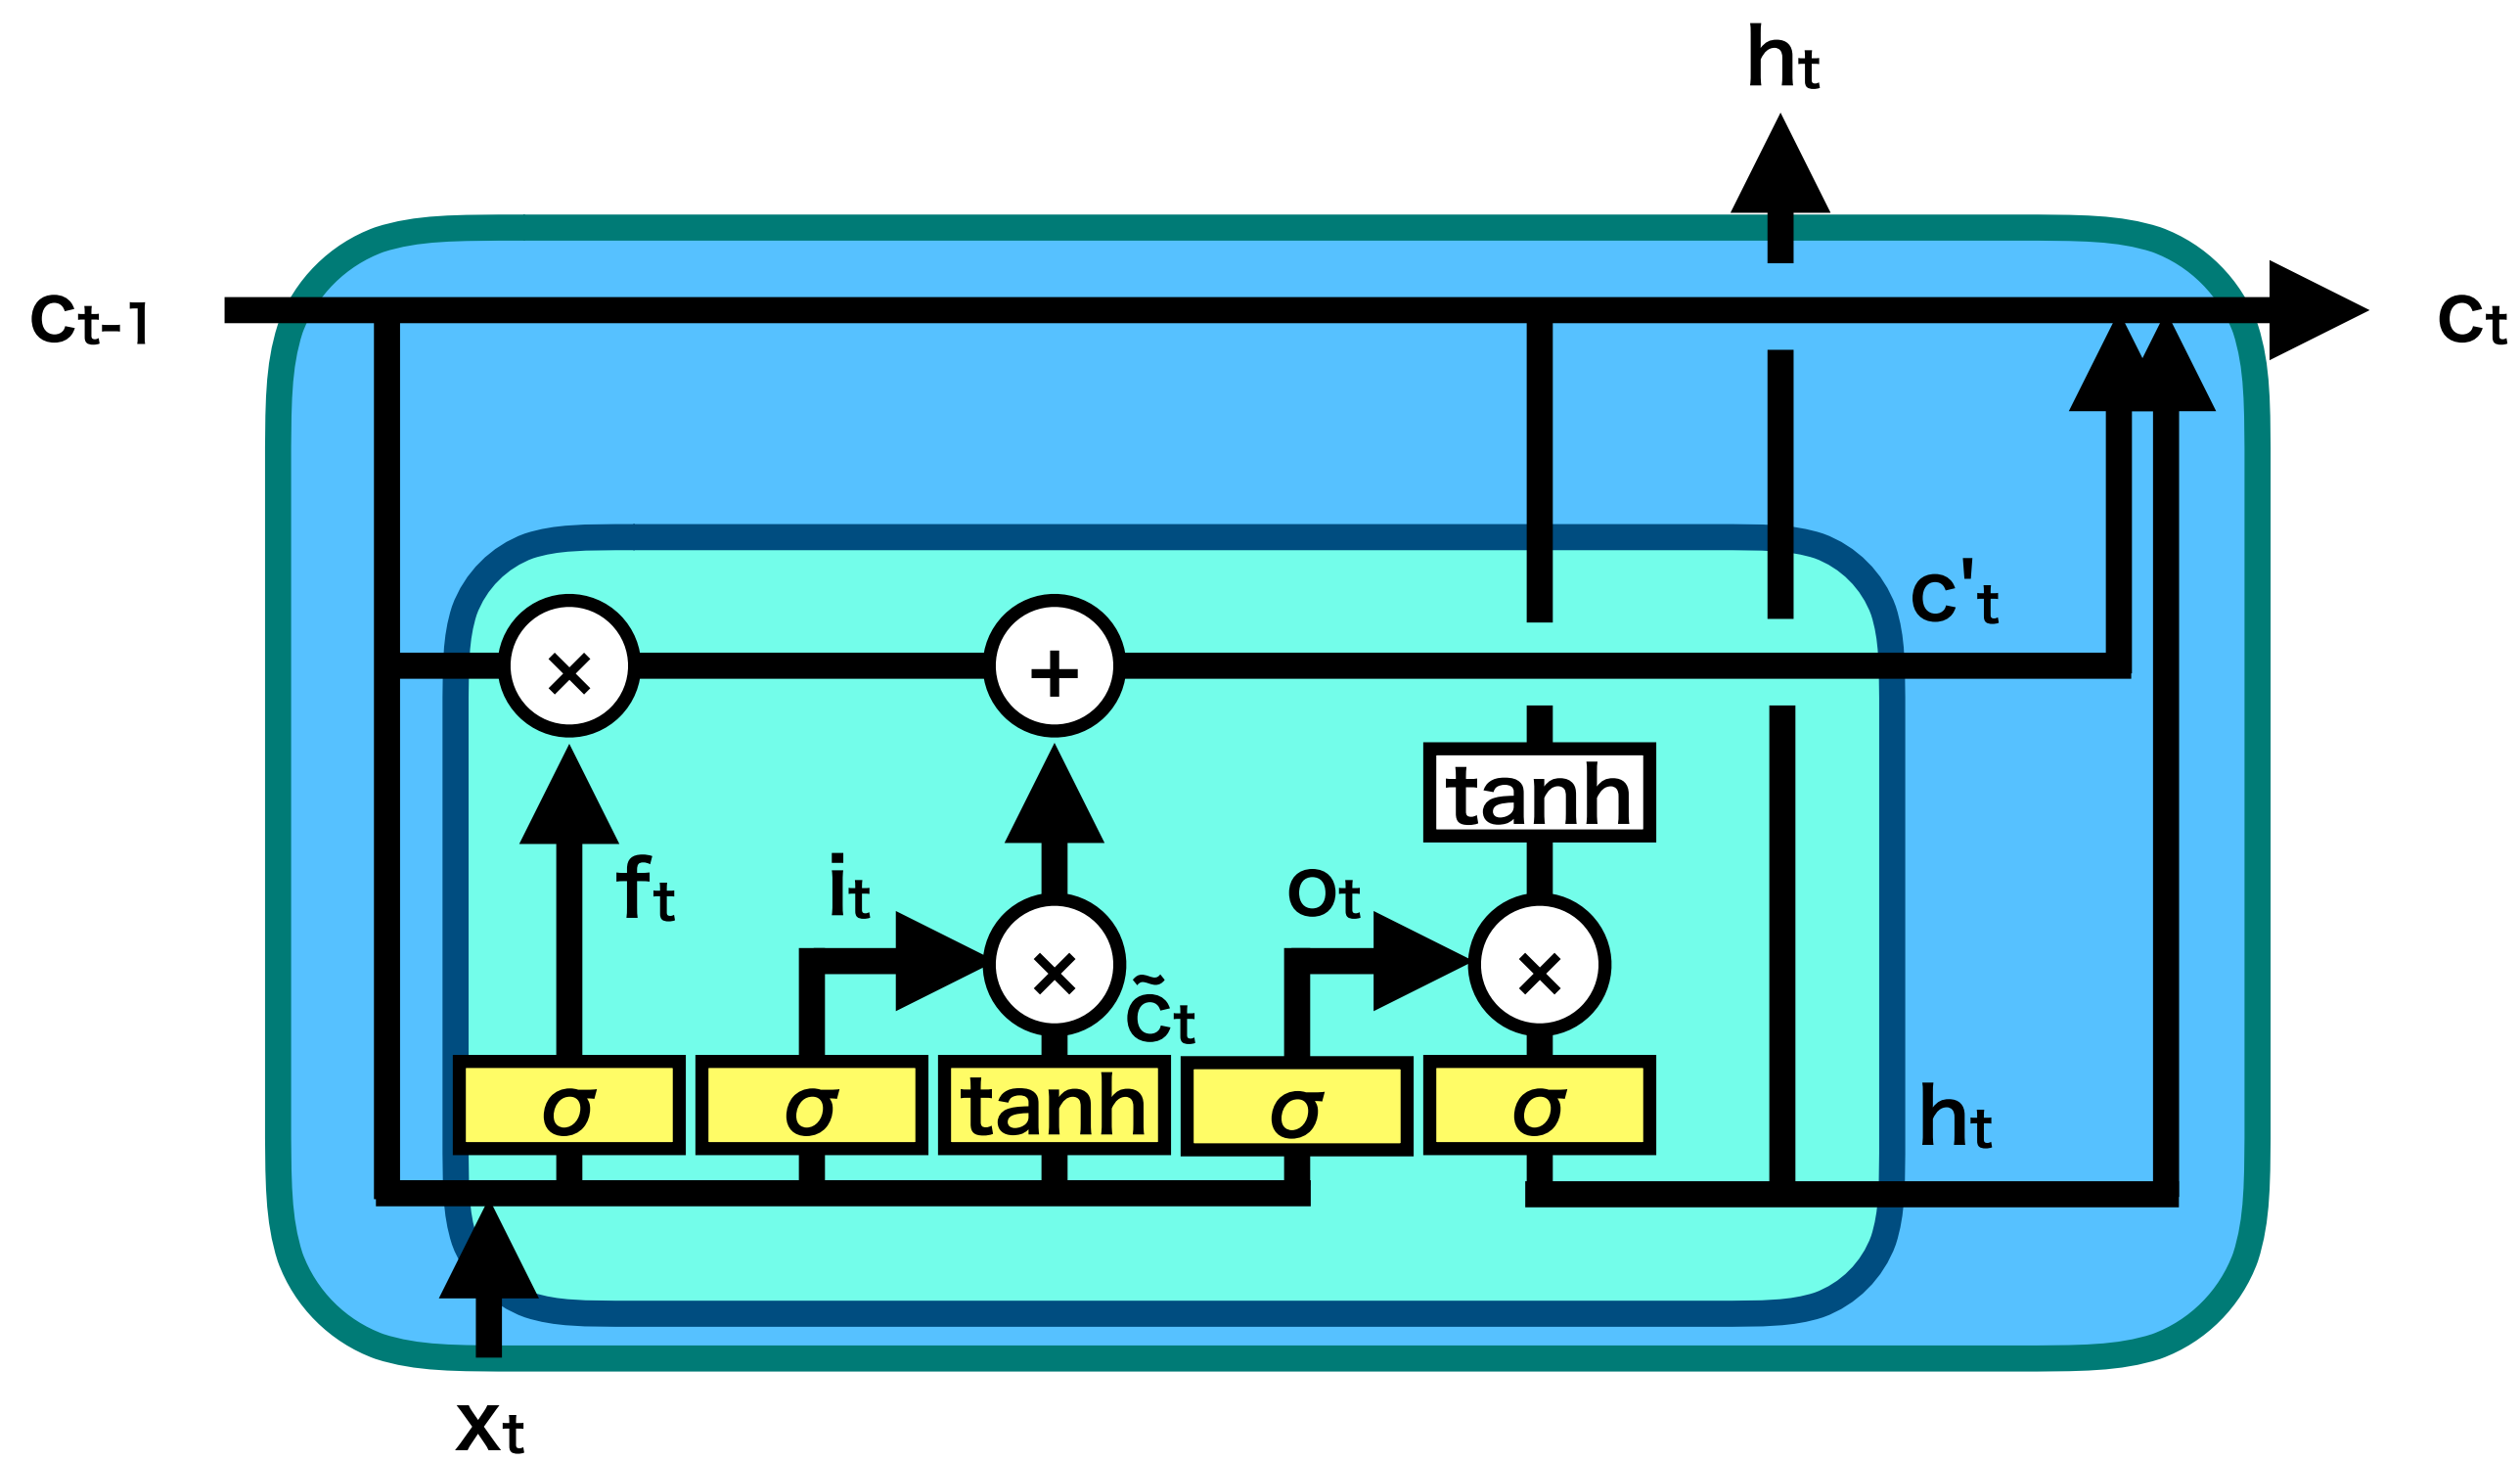 ht
Ct-1
Ct
C't
×
+
tanh
ft
it
ot
×
×
C̃t
σ
σ
tanh
σ
σ
ht
xt